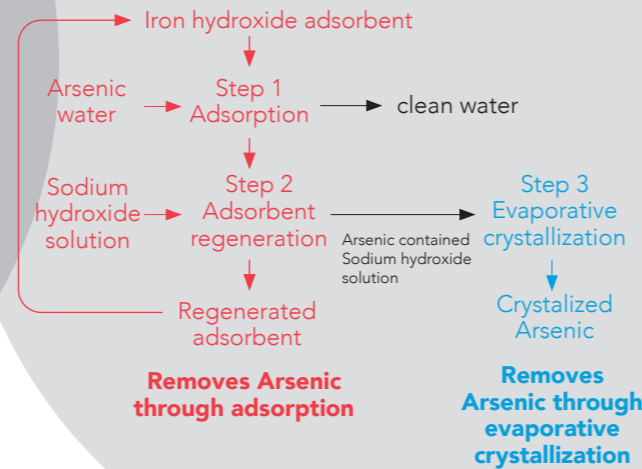 Iron hydroxide adsorbent
Arsenic
water
Step 1
Adsorption
clean water
Sodium
hydroxide
solution
Step 2
Adsorbent
regeneration
Arsenic contained
Sodium hydroxide
solution
Step 3
Evaporative
crystallization
Regenerated
adsorbent
Crystalized
Arsenic
Removes Arsenic
through adsorption
Removes
Arsenic through
evaporative
crystallization